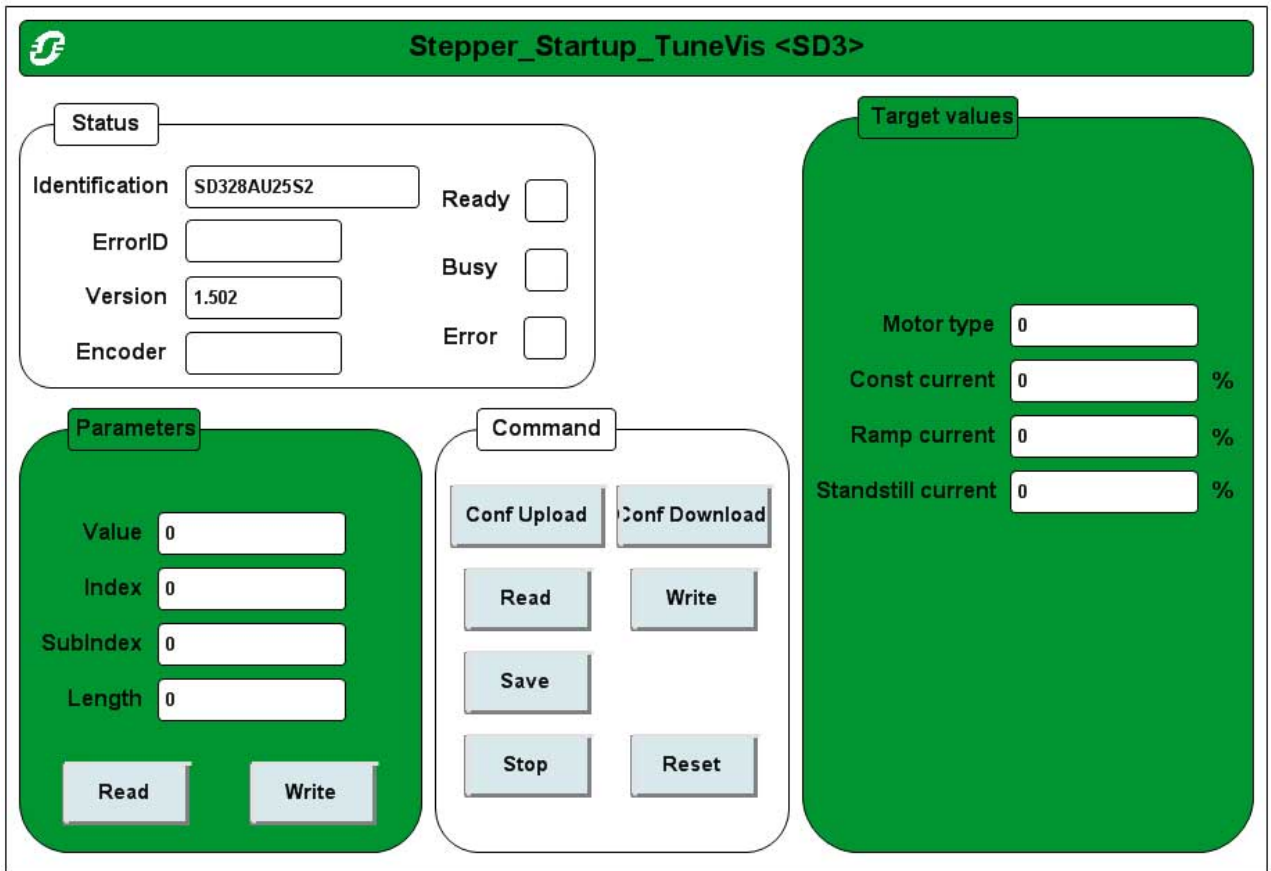 Stepper_Startup_TuneVis <SD3>
Status
Identification SD328AU25S2
ErrorID
Version 1.502
Encoder
Ready
Busy
Error
Parameters
Value 0
Index 0
SubIndex 0
Length 0
Read Write
Command
Conf Upload Conf Download
Read Write
Save
Stop Reset
Target values
Motor type 0
Const current 0 %
Ramp current 0 %
Standstill current 0 %